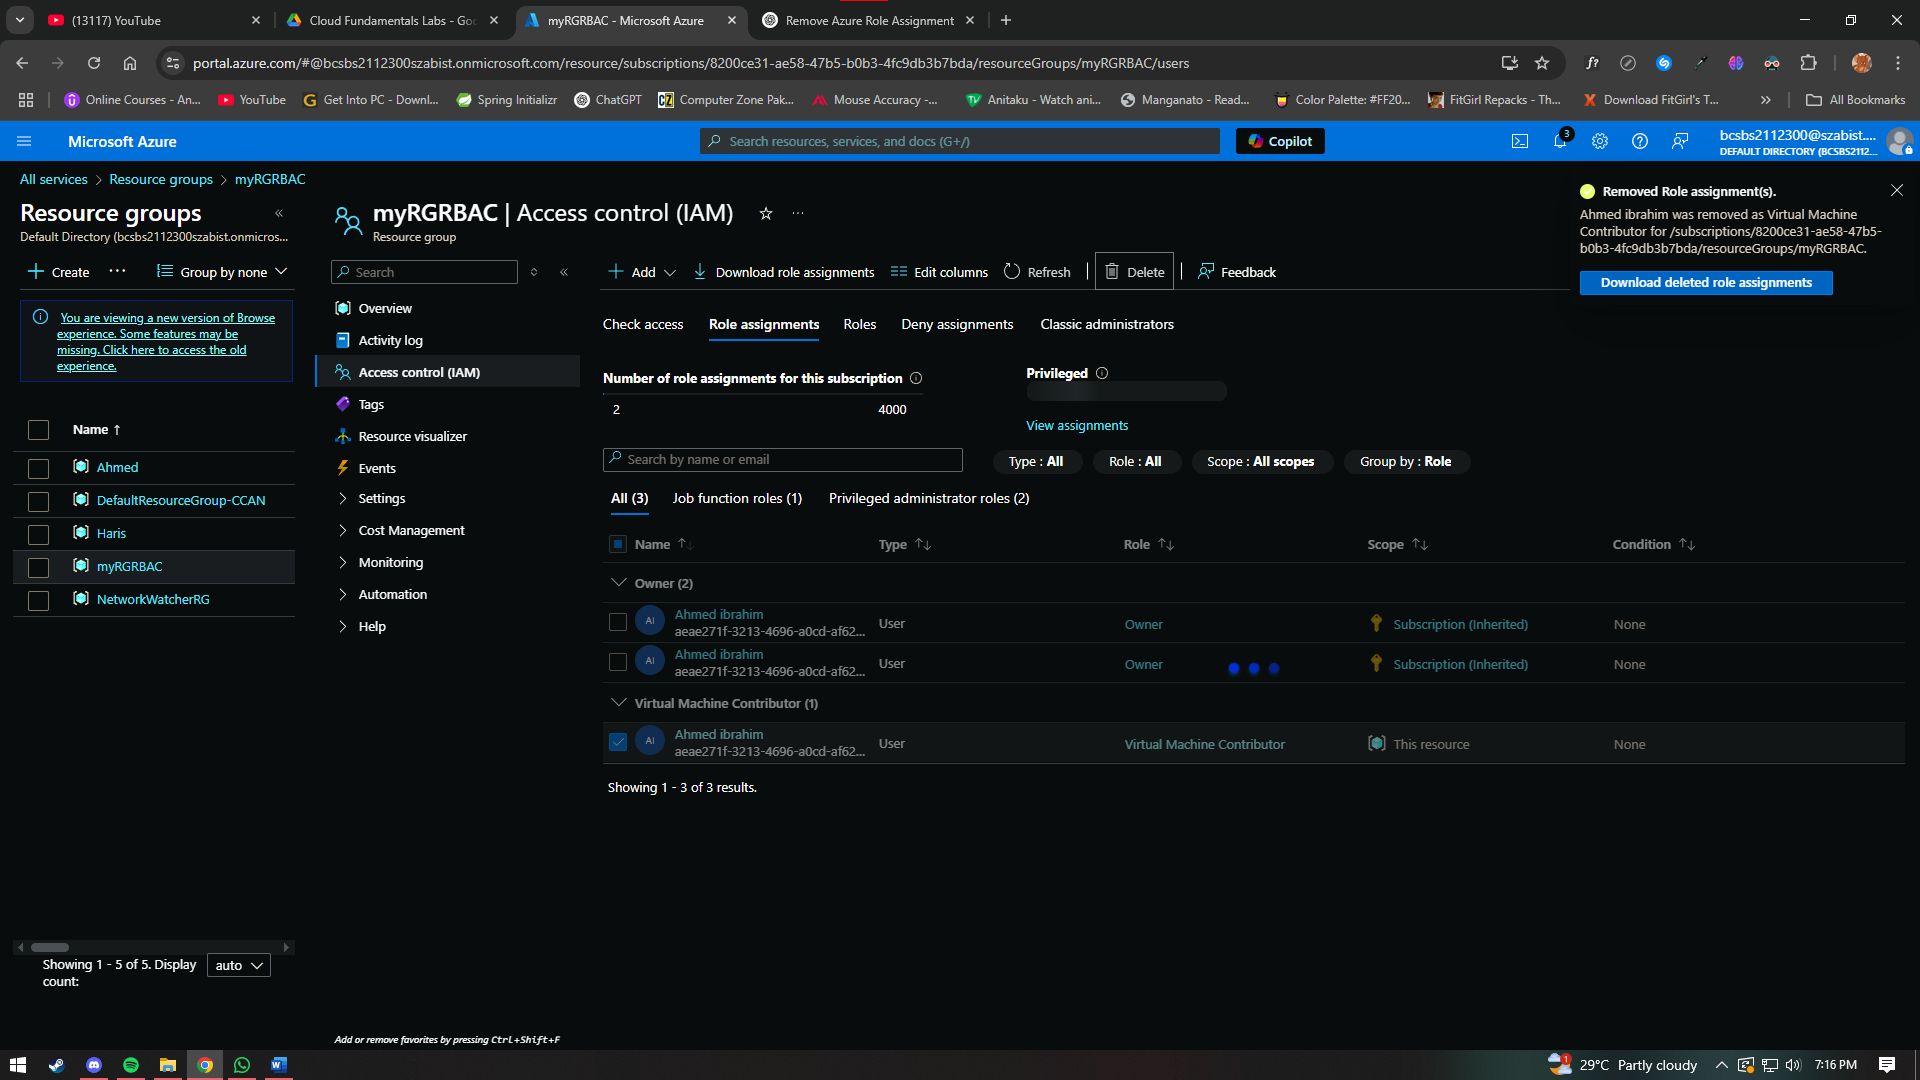 (13117) YouTube
Cloud Fundamentals Labs - Goo
myRGRBAC - Microsoft Azure
Remove Azure Role Assignment
portal.azure.com/#@bcsbs2112300szabist.onmicrosoft.com/resource/subscriptions/8200ce31-ae58-47b5-b0b3-4fc9db3b7bda/resourceGroups/myRGRBAC/users
Online Courses - An...
YouTube
Get Into PC - Downl...
Spring Initializr
ChatGPT
Computer Zone Pak...
Mouse Accuracy -...
Anitaku - Watch ani...
Manganato - Read...
Color Palette: #FF20...
FitGirl Repacks - Th...
Download FitGirl's T...
All Bookmarks
Microsoft Azure
Search resources, services, and docs (G+/)
Copilot
3
bcsbs2112300@szabist....
DEFAULT DIRECTORY (BCSBS2112...
All services > Resource groups > myRGRBAC
Resource groups
Default Directory (bcsbs2112300szabist.onmicros...
Create
Group by none
You are viewing a new version of Browse
experience. Some features may be
missing. Click here to access the old
experience.
Name ↑
Ahmed
DefaultResourceGroup-CCAN
Haris
myRGRBAC
NetworkWatcherRG
Showing 1 - 5 of 5. Display
count:
auto
myRGRBAC | Access control (IAM)
Resource group
Search
Overview
Activity log
Access control (IAM)
Tags
Resource visualizer
Events
Settings
Cost Management
Monitoring
Automation
Help
Add or remove favorites by pressing Ctrl+Shift+F
Add
Download role assignments
Edit columns
Refresh
Delete
Feedback
Check access
Role assignments
Roles
Deny assignments
Classic administrators
Number of role assignments for this subscription
2 4000
Privileged
View assignments
Search by name or email
Type : All
Role : All
Scope : All scopes
Group by : Role
All (3)
Job function roles (1)
Privileged administrator roles (2)
Name Type Role Scope Condition
Owner (2)
Ahmed ibrahim
aeae271f-3213-4696-a0cd-af62...
User
Owner
Subscription (Inherited)
None
Ahmed ibrahim
aeae271f-3213-4696-a0cd-af62...
User
Owner
Subscription (Inherited)
None
Virtual Machine Contributor (1)
Ahmed ibrahim
aeae271f-3213-4696-a0cd-af62...
User
Virtual Machine Contributor
This resource
None
Showing 1 - 3 of 3 results.
Removed Role assignment(s).
Ahmed ibrahim was removed as Virtual Machine
Contributor for /subscriptions/8200ce31-ae58-47b5-
b0b3-4fc9db3b7bda/resourceGroups/myRGRBAC.
Download deleted role assignments
29°C Partly cloudy
7:16 PM